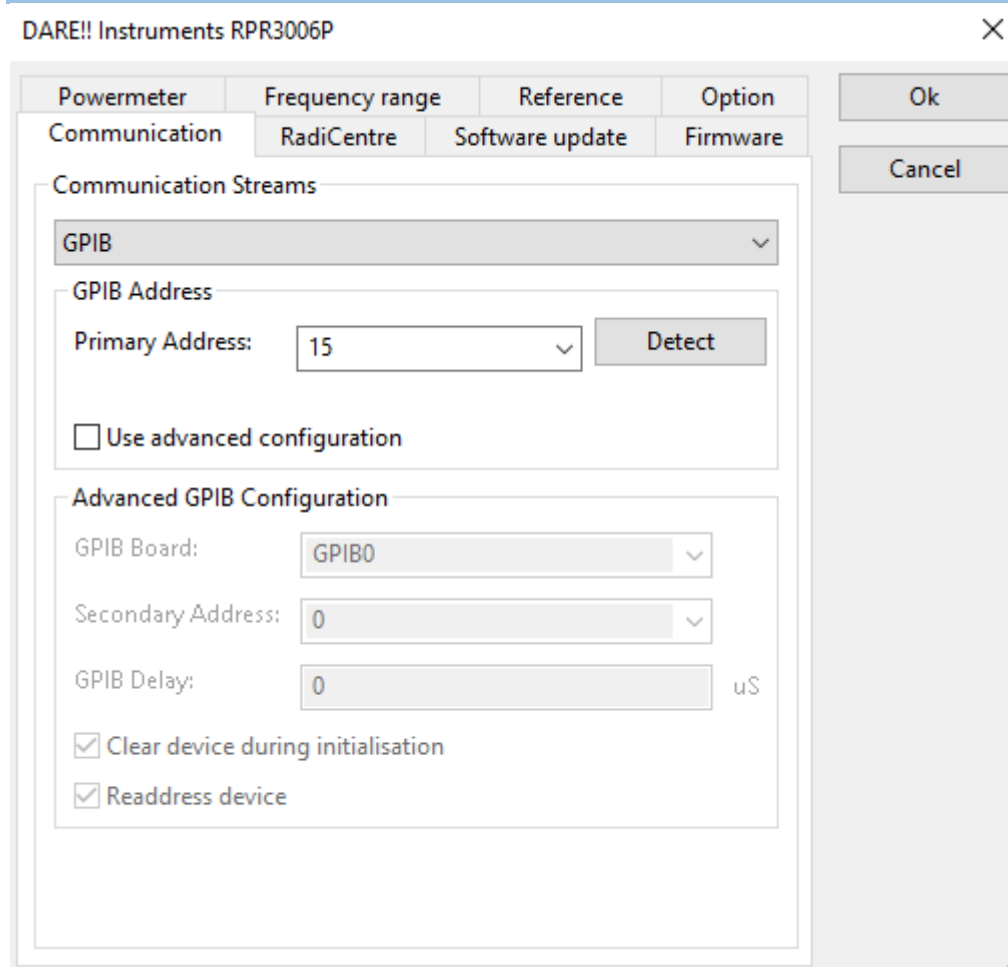 DARE!! Instruments RPR3006P
Powermeter Frequency range Reference Option
Communication RadiCentre Software update Firmware
Ok
Cancel
Communication Streams
GPIB
GPIB Address
Primary Address: 15 Detect
Use advanced configuration
Advanced GPIB Configuration
GPIB Board: GPIB0
Secondary Address: 0
GPIB Delay: 0 uS
Clear device during initialisation
Readdress device